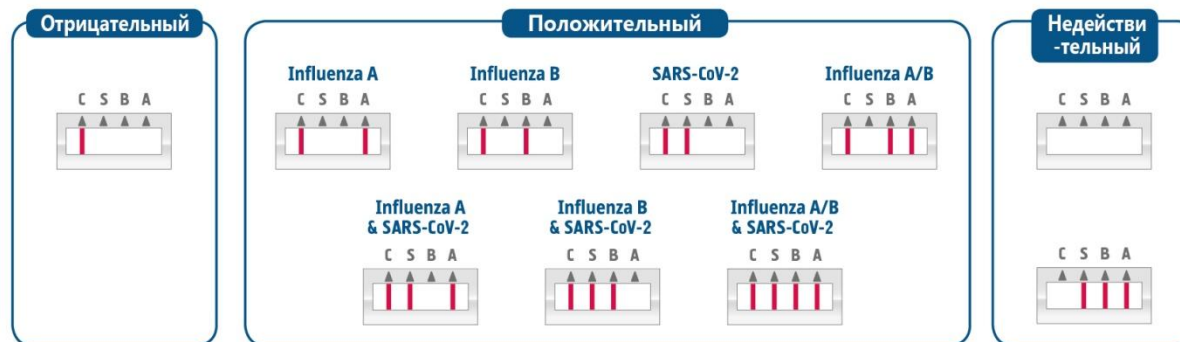 Отрицательный
C S B A
Положительный
Influenza A
C S B A
Influenza B
C S B A
SARS-CoV-2
C S B A
Influenza A/B
C S B A
Influenza A
& SARS-CoV-2
C S B A
Influenza B
& SARS-CoV-2
C S B A
Influenza A/B
& SARS-CoV-2
C S B A
Недействи
-тельный
C S B A
C S B A